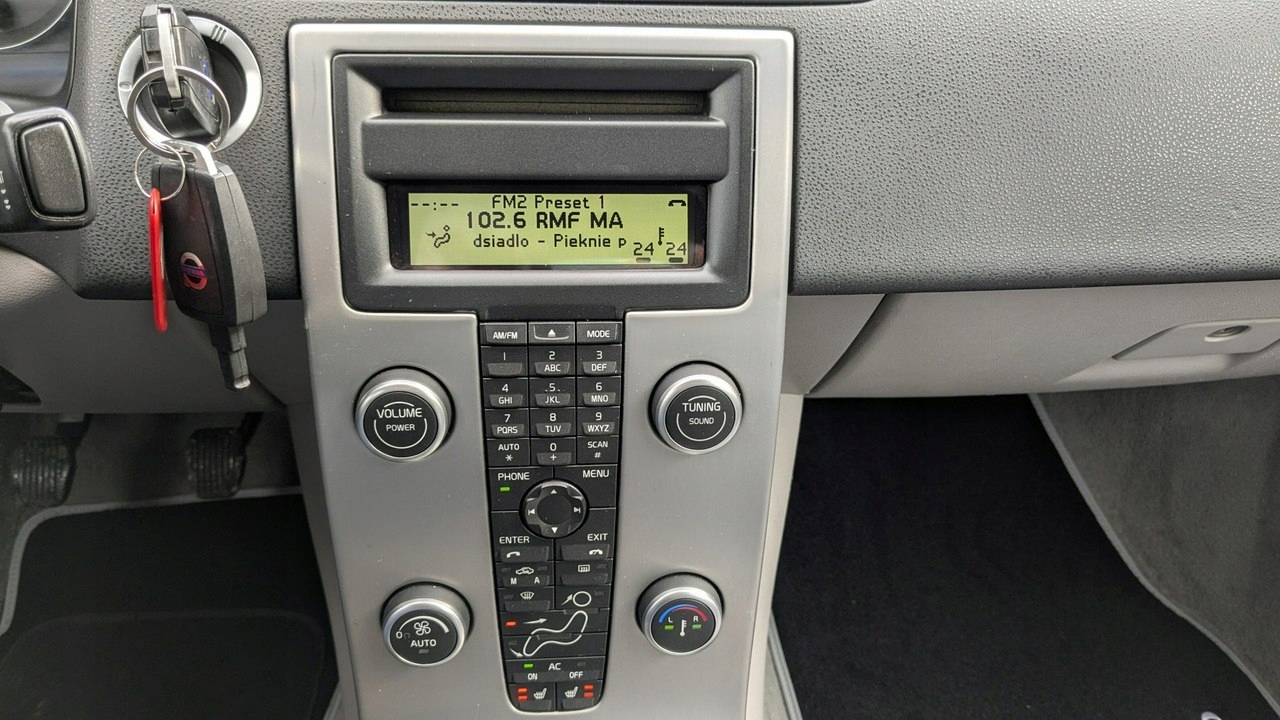 --:-- FM2 Preset 1
102.6 RMF MA
dsiadlo - Pieknie p
24 24
AM/FM MODE
1 2 3
ABC DEF
4 5 6
GHI JKL MNO
7 8 9
PQRS TUV WXYZ
AUTO 0 SCAN
* + #
VOLUME
POWER
TUNING
SOUND
PHONE MENU
ENTER EXIT
M A
0 AUTO
L R
AC
ON OFF